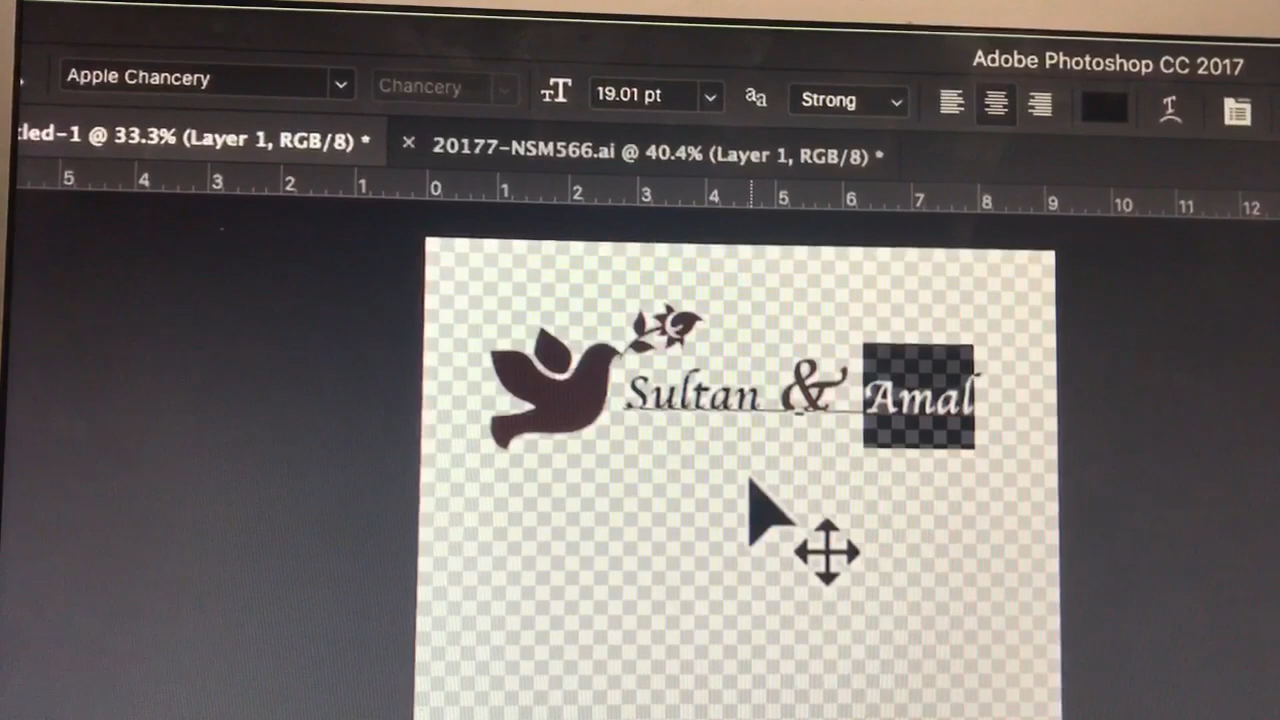 Adobe Photoshop CC 2017
Apple Chancery Chancery 19.01 pt Strong
tled-1 @ 33.3% (Layer 1, RGB/8) * × 20177-NSM566.ai @ 40.4% (Layer 1, RGB/8) *
5 4 3 2 1 0 1 2 3 4 5 6 7 8 9 10 11 12
Sultan & Amal